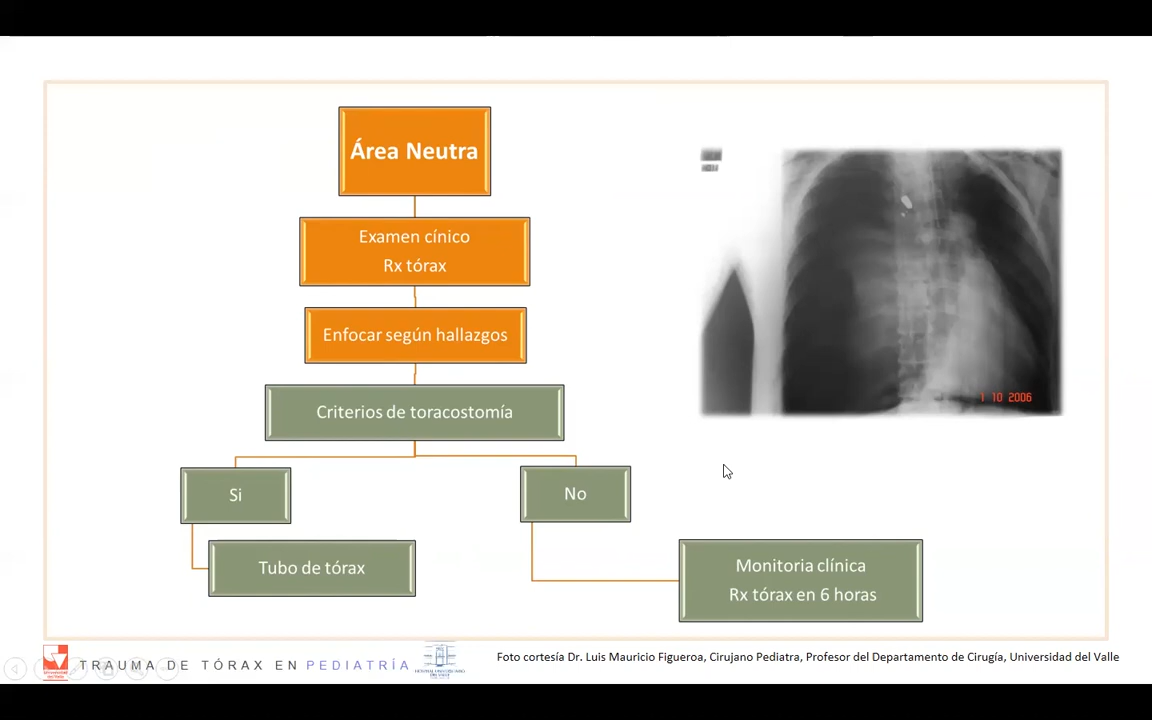 Área Neutra
Examen cínico
Rx tórax
Enfocar según hallazgos
Criterios de toracostomía
Si
No
Tubo de tórax
Monitoria clínica
Rx tórax en 6 horas
1 10 2006
TRAUMA DE TÓRAX EN PEDIATRÍA
Foto cortesía Dr. Luis Mauricio Figueroa, Cirujano Pediatra, Profesor del Departamento de Cirugía, Universidad del Valle